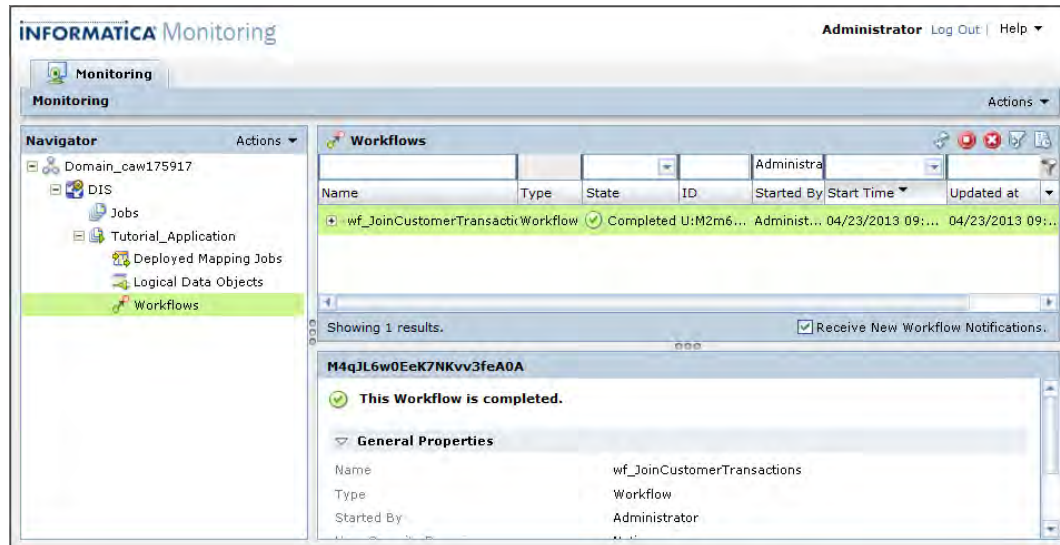 INFORMATICA Monitoring
Administrator Log Out | Help
Monitoring
Monitoring Actions
Navigator Actions
Domain_caw175917
DIS
Jobs
Tutorial_Application
Deployed Mapping Jobs
Logical Data Objects
Workflows
Workflows
Administra
Name Type State ID Started By Start Time Updated at
wf_JoinCustomerTransactic Workflow Completed U:M2m6... Administ... 04/23/2013 09:... 04/23/2013 09:...
Showing 1 results. Receive New Workflow Notifications.
M4qJL6w0EeK7NKvv3feA0A
This Workflow is completed.
General Properties
Name wf_JoinCustomerTransactions
Type Workflow
Started By Administrator